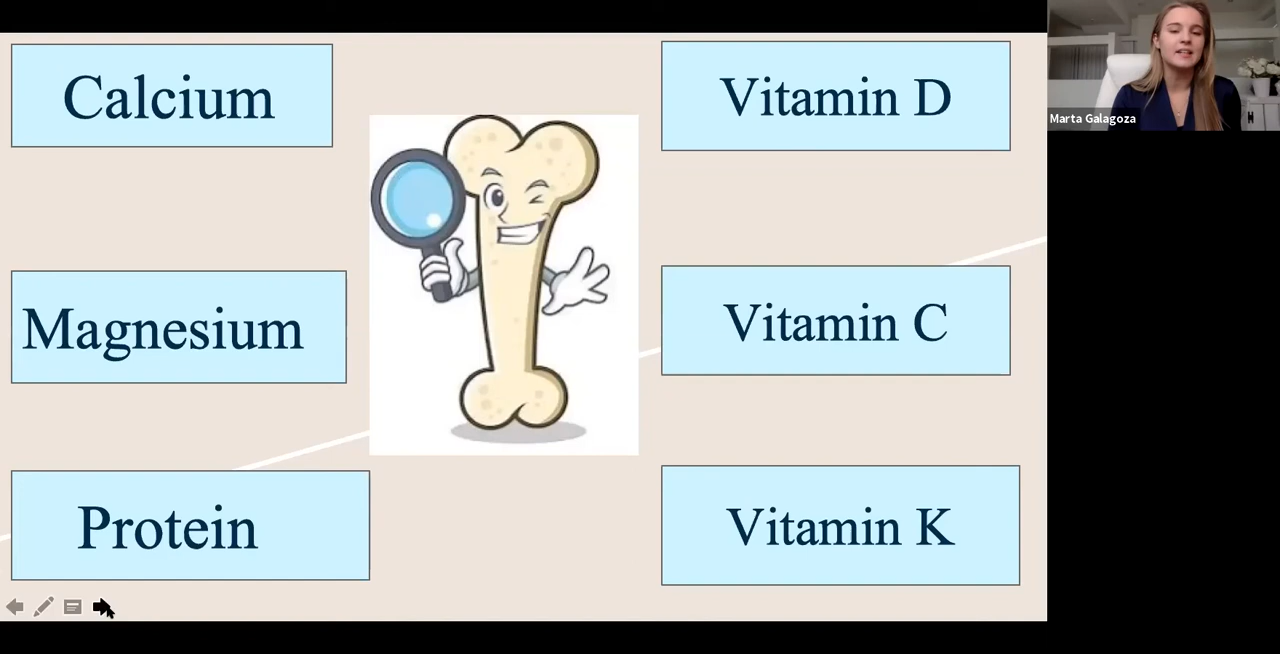 Calcium
Vitamin D
Marta Galagoza
Magnesium
Vitamin C
Protein
Vitamin K